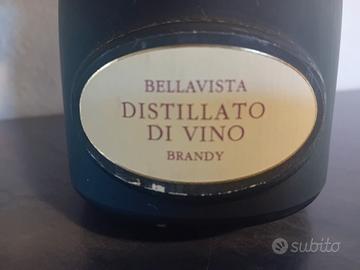 BELLAVISTA
DISTILLATO
DI VINO
BRANDY
subito